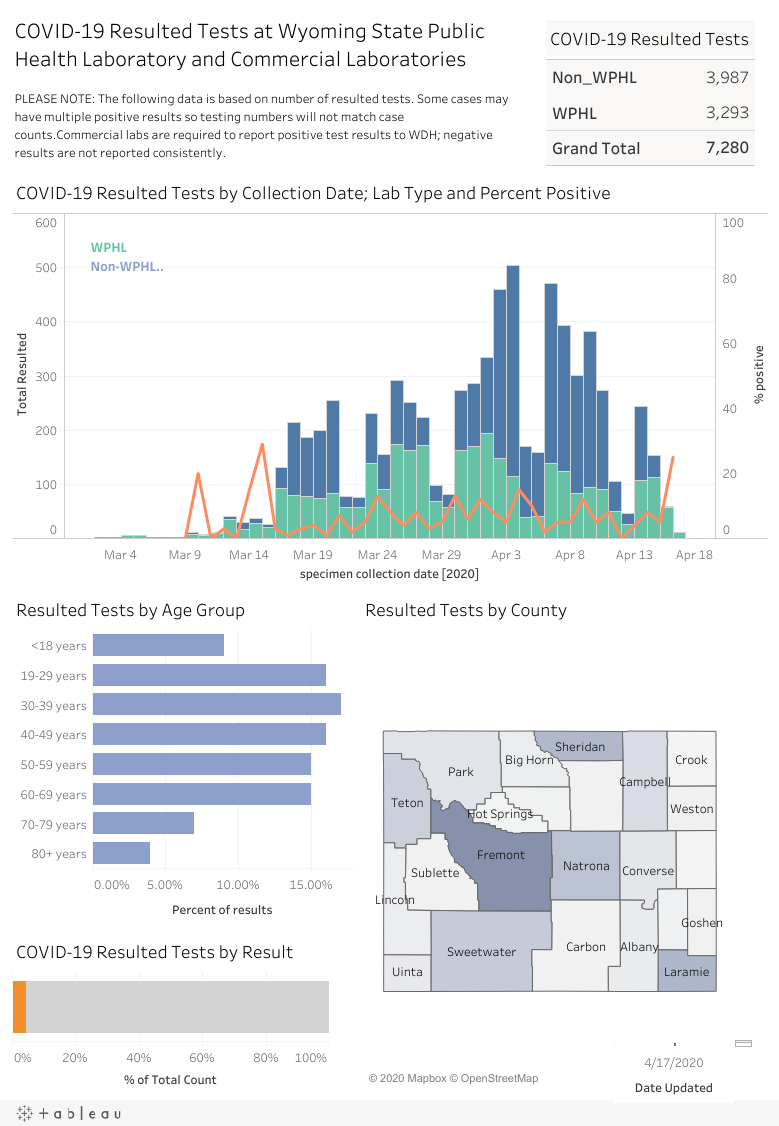 COVID-19 Resulted Tests at Wyoming State Public
Health Laboratory and Commercial Laboratories
PLEASE NOTE: The following data is based on number of resulted tests. Some cases may
have multiple positive results so testing numbers will not match case
counts.Commercial labs are required to report positive test results to WDH; negative
results are not reported consistently.
COVID-19 Resulted Tests
Non_WPHL 3,987
WPHL 3,293
Grand Total 7,280
COVID-19 Resulted Tests by Collection Date; Lab Type and Percent Positive
WPHL
Non-WPHL..
Total Resulted
600
500
400
300
200
100
0
100
80
60
40
20
0
% positive
Mar 4 Mar 9 Mar 14 Mar 19 Mar 24 Mar 29 Apr 3 Apr 8 Apr 13 Apr 18
specimen collection date [2020]
Resulted Tests by Age Group
<18 years
19-29 years
30-39 years
40-49 years
50-59 years
60-69 years
70-79 years
80+ years
0.00% 5.00% 10.00% 15.00%
Percent of results
Resulted Tests by County
Sheridan
Big Horn
Crook
Park
Campbell
Teton
Weston
Hot Springs
Fremont
Natrona
Converse
Sublette
Lincoln
Goshen
Carbon
Albany
Sweetwater
Uinta
Laramie
COVID-19 Resulted Tests by Result
0% 20% 40% 60% 80% 100%
% of Total Count
© 2020 Mapbox © OpenStreetMap
4/17/2020
Date Updated
+ableau